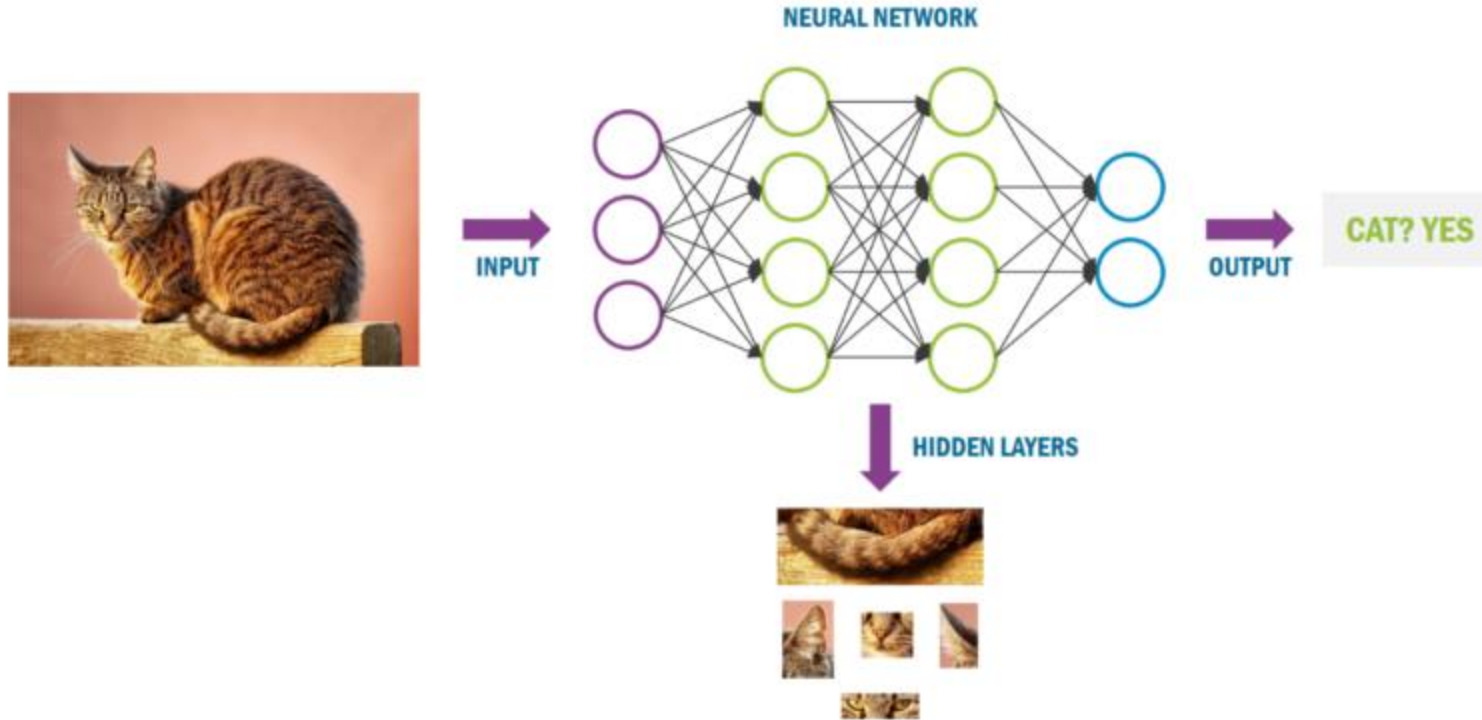 NEURAL NETWORK
INPUT
OUTPUT
CAT? YES
HIDDEN LAYERS